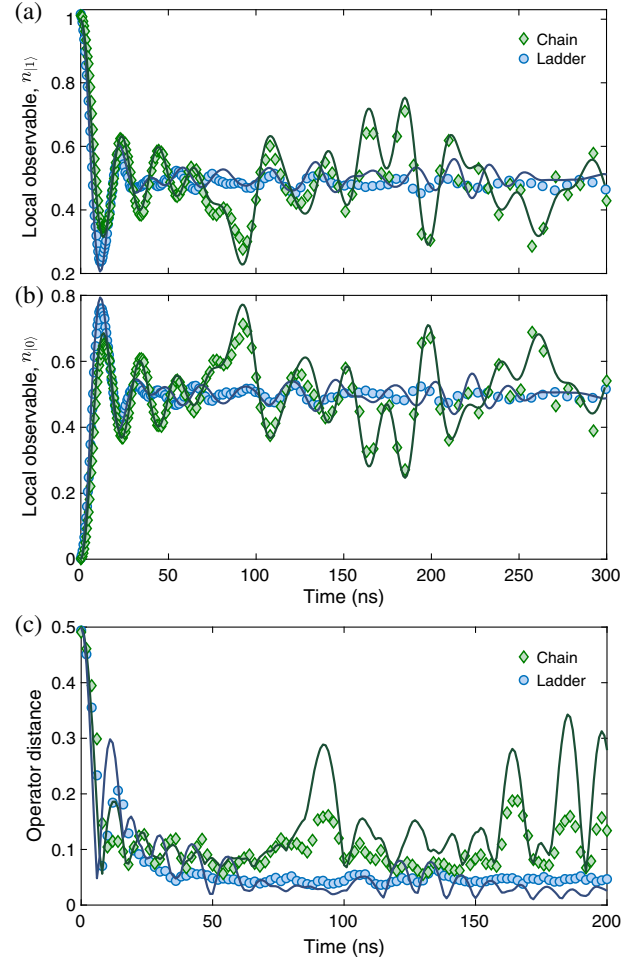 (a)
1
0.8
0.6
0.4
0.2
Local observable, n|1⟩
Chain
Ladder
(b)
0.8
0.6
0.4
0.2
0
Local observable, n|0⟩
0 50 100 150 200 250 300
Time (ns)
(c)
0.5
0.4
0.3
0.2
0.1
0
Operator distance
Chain
Ladder
0 50 100 150 200
Time (ns)